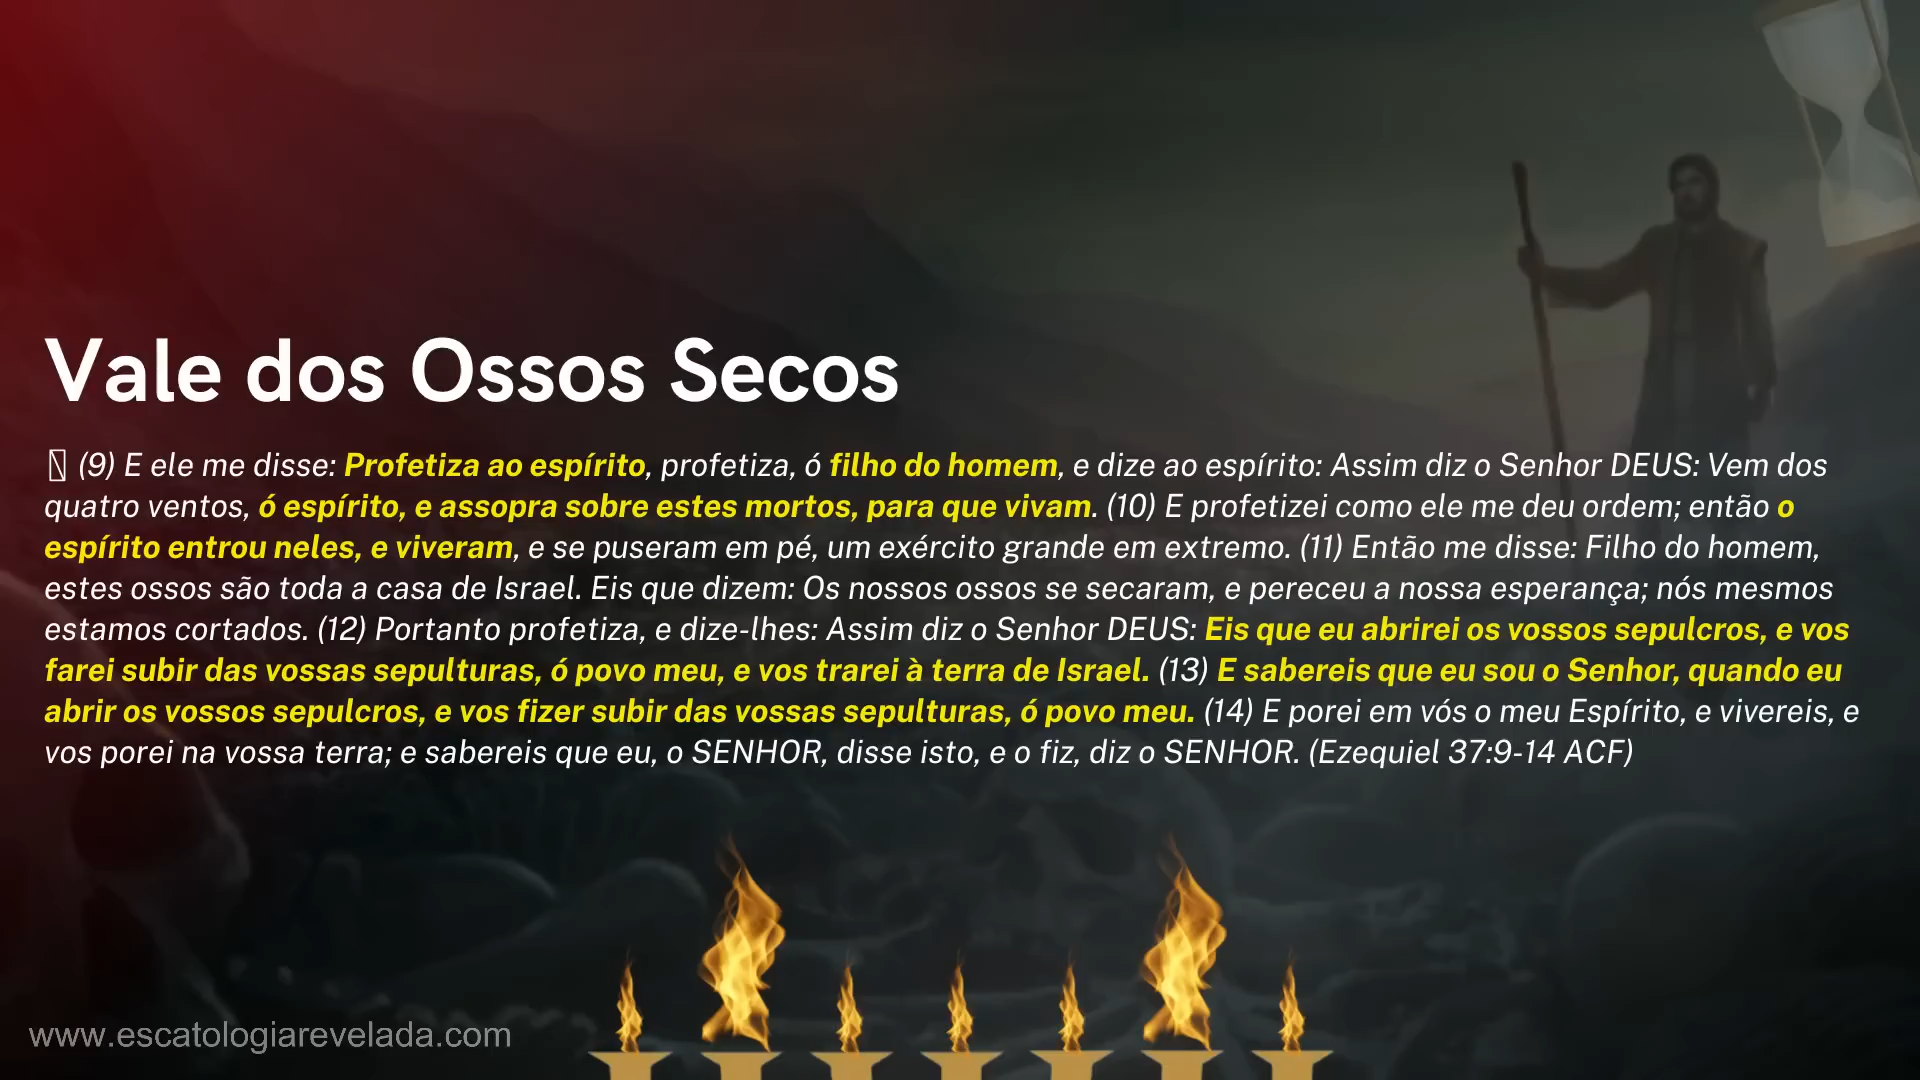 Vale dos Ossos Secos
(9) E ele me disse: Profetiza ao espírito, profetiza, ó filho do homem, e dize ao espírito: Assim diz o Senhor DEUS: Vem dos
quatro ventos, ó espírito, e assopra sobre estes mortos, para que vivam. (10) E profetizei como ele me deu ordem; então o
espírito entrou neles, e viveram, e se puseram em pé, um exército grande em extremo. (11) Então me disse: Filho do homem,
estes ossos são toda a casa de Israel. Eis que dizem: Os nossos ossos se secaram, e pereceu a nossa esperança; nós mesmos
estamos cortados. (12) Portanto profetiza, e dize-lhes: Assim diz o Senhor DEUS: Eis que eu abrirei os vossos sepulcros, e vos
farei subir das vossas sepulturas, ó povo meu, e vos trarei à terra de Israel. (13) E sabereis que eu sou o Senhor, quando eu
abrir os vossos sepulcros, e vos fizer subir das vossas sepulturas, ó povo meu. (14) E porei em vós o meu Espírito, e vivereis, e
vos porei na vossa terra; e sabereis que eu, o SENHOR, disse isto, e o fiz, diz o SENHOR. (Ezequiel 37:9-14 ACF)
www.escatologiarevelada.com